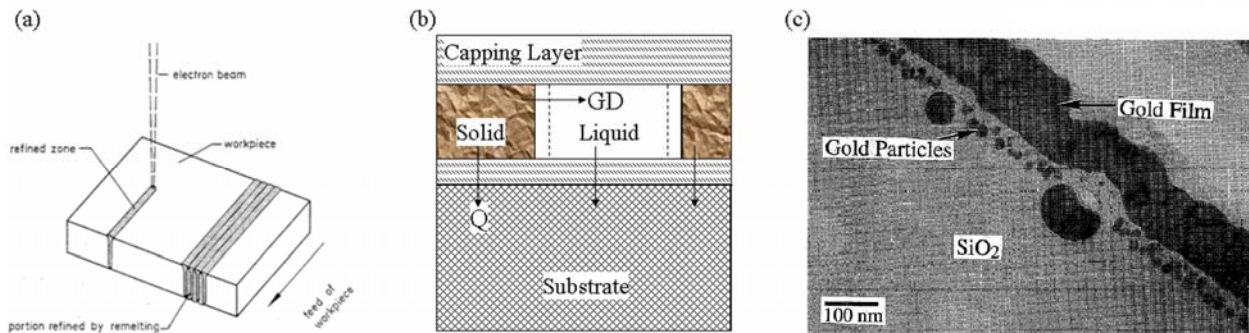 (a)
electron beam
refined zone
workpiece
portion refined by remelting
feed of
workpiece
(b)
Capping Layer
GD
Solid
Liquid
Q
Substrate
(c)
Gold Film
Gold Particles
SiO₂
100 nm